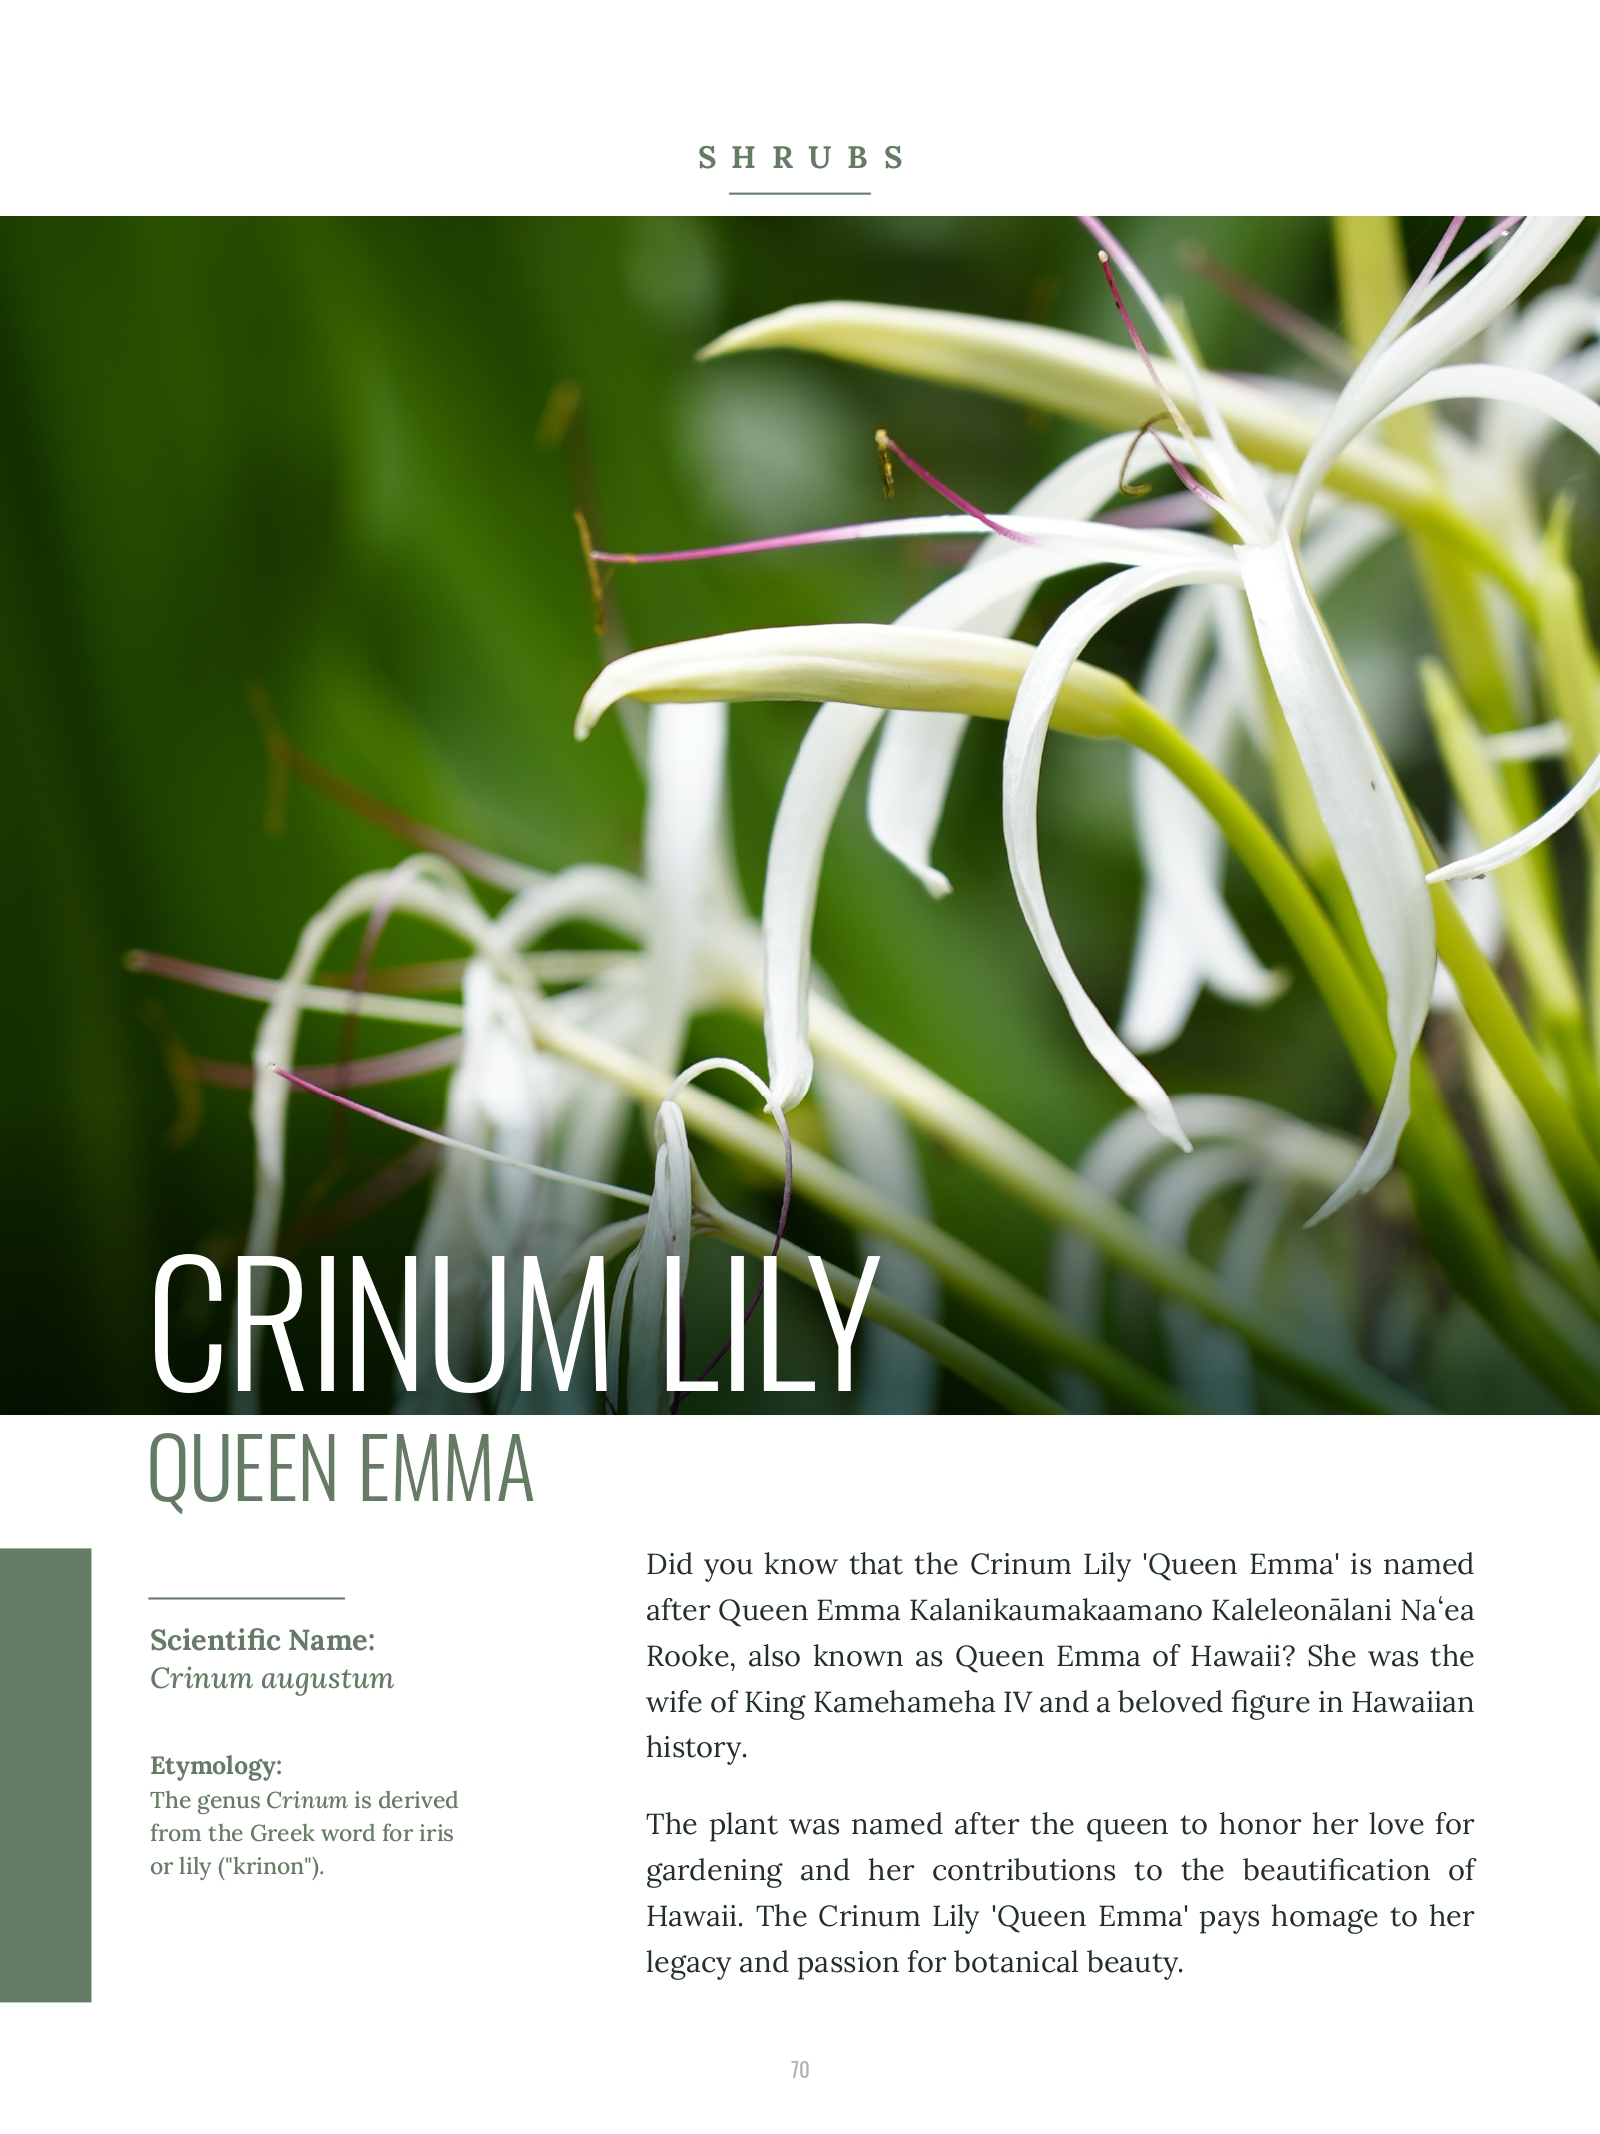 SHRUBS
CRINUM LILY
QUEEN EMMA
Scientific Name:
Crinum augustum
Etymology:
The genus Crinum is derived
from the Greek word for iris
or lily ("krinon").
Did you know that the Crinum Lily 'Queen Emma' is named
after Queen Emma Kalanikaumakaamano Kaleleonālani Naʻea
Rooke, also known as Queen Emma of Hawaii? She was the
wife of King Kamehameha IV and a beloved figure in Hawaiian
history.
The plant was named after the queen to honor her love for
gardening and her contributions to the beautification of
Hawaii. The Crinum Lily 'Queen Emma' pays homage to her
legacy and passion for botanical beauty.
70